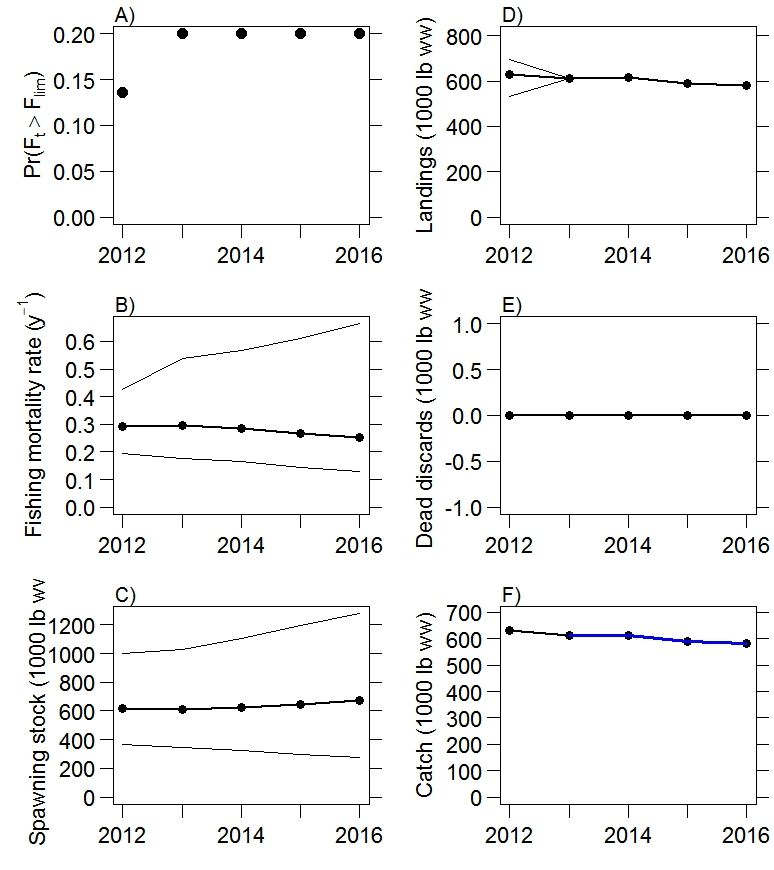 A)
Pr(Ft > Flim)
0.20
0.15
0.10
0.05
0.00
2012 2014 2016
D)
Landings (1000 lb ww)
800
600
400
200
0
2012 2014 2016
B)
Fishing mortality rate (y−1)
0.6
0.5
0.4
0.3
0.2
0.1
0.0
2012 2014 2016
E)
Dead discards (1000 lb ww
1.0
0.5
0.0
-0.5
-1.0
2012 2014 2016
C)
Spawning stock (1000 lb wv
1200
1000
800
600
400
200
0
2012 2014 2016
F)
Catch (1000 lb ww)
700
600
500
400
300
200
100
0
2012 2014 2016